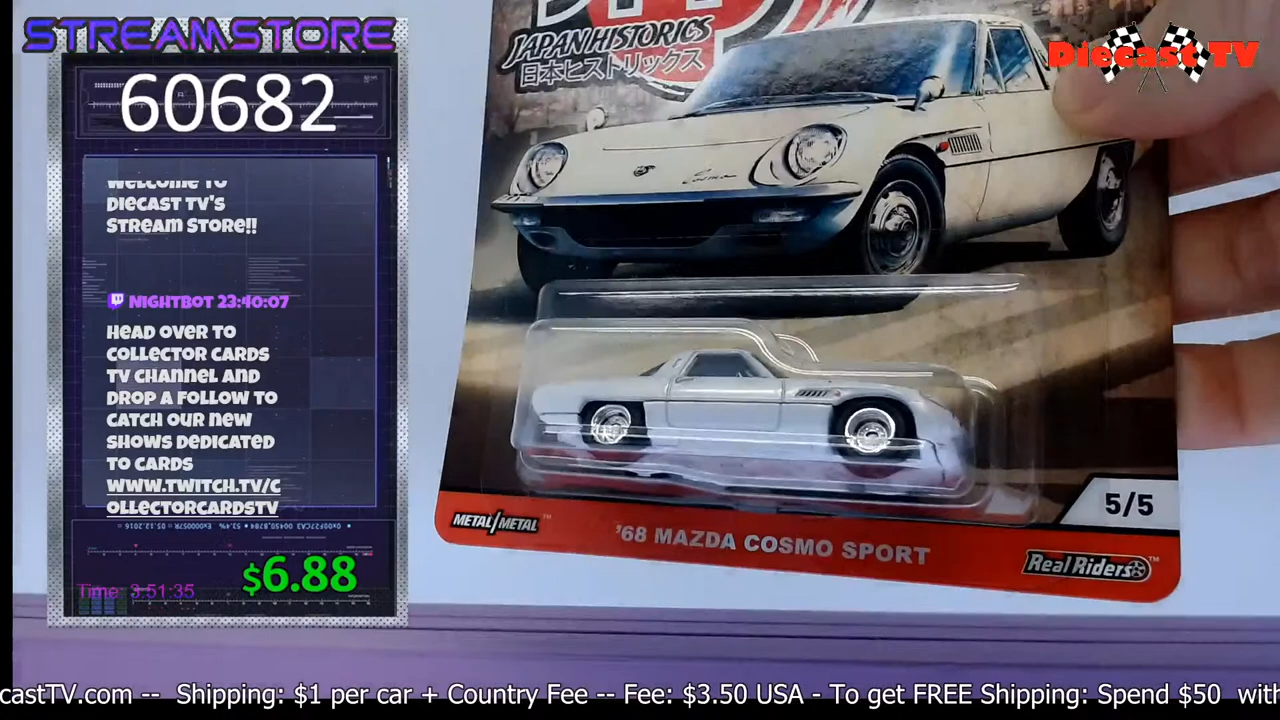 STREAMSTORE
60682
WELCOME TO
DIECAST TV'S
STREAM STORE!!
NIGHTBOT 23:40:07
HEAD OVER TO
COLLECTOR CARDS
TV CHANNEL AND
DROP A FOLLOW TO
CATCH OUR NEW
SHOWS DEDICATED
TO CARDS
WWW.TWITCH.TV/C
OLLECTORCARDSTV
Time: 3:51:35
$6.88
Diecast TV
JAPAN HISTORICS
日本ヒストリックス
Cosmo
5/5
METAL/METAL™
'68 MAZDA COSMO SPORT
Real Riders™
castTV.com -- Shipping: $1 per car + Country Fee -- Fee: $3.50 USA - To get FREE Shipping: Spend $50 with